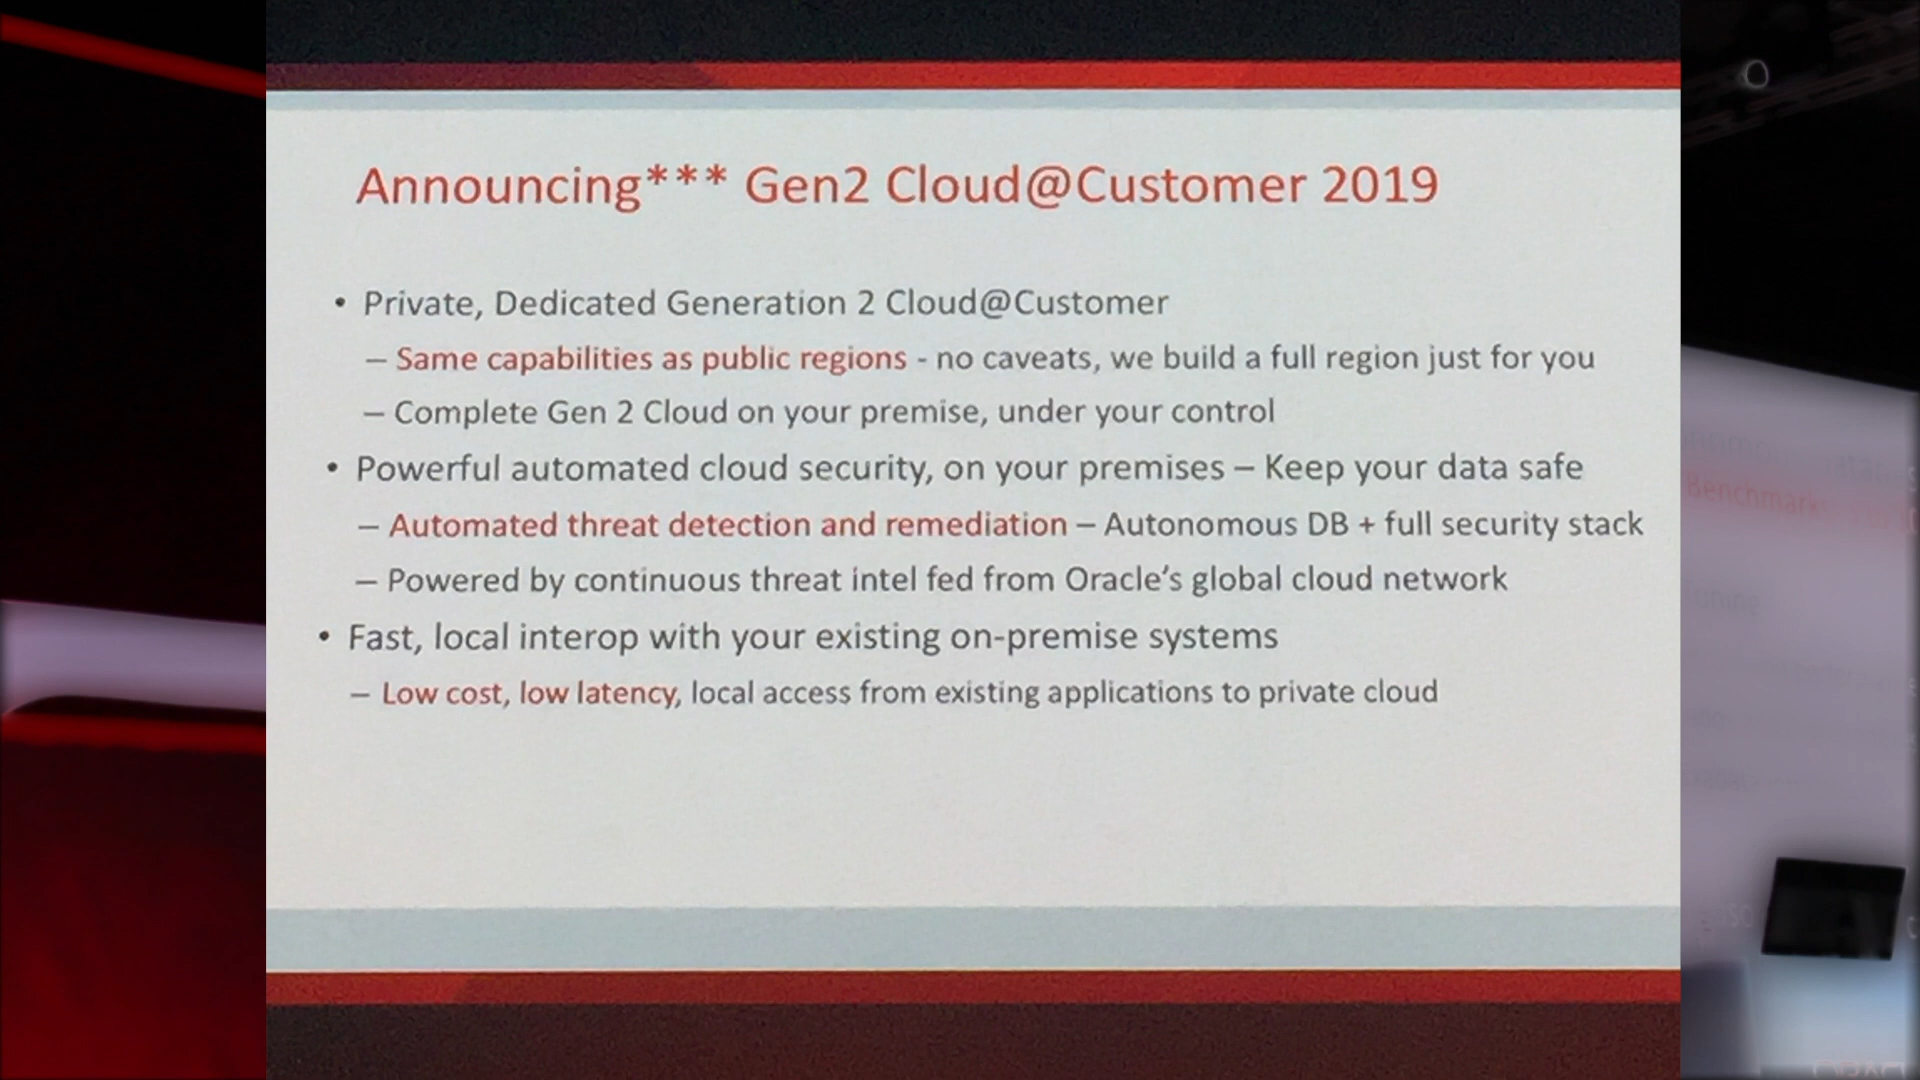 Announcing*** Gen2 Cloud@Customer 2019
• Private, Dedicated Generation 2 Cloud@Customer
– Same capabilities as public regions - no caveats, we build a full region just for you
– Complete Gen 2 Cloud on your premise, under your control
• Powerful automated cloud security, on your premises – Keep your data safe
– Automated threat detection and remediation – Autonomous DB + full security stack
– Powered by continuous threat intel fed from Oracle's global cloud network
• Fast, local interop with your existing on-premise systems
– Low cost, low latency, local access from existing applications to private cloud
Benchmark